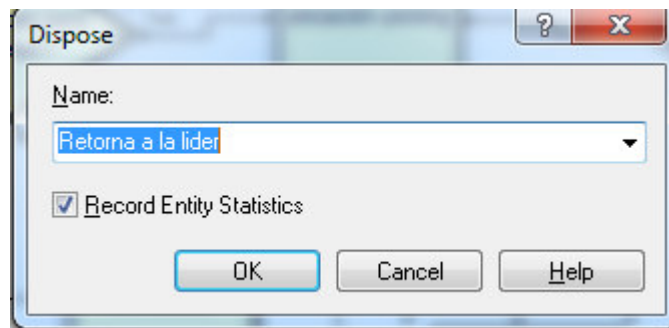 Dispose
Name:
Retorna a la lider
Record Entity Statistics
OK Cancel Help